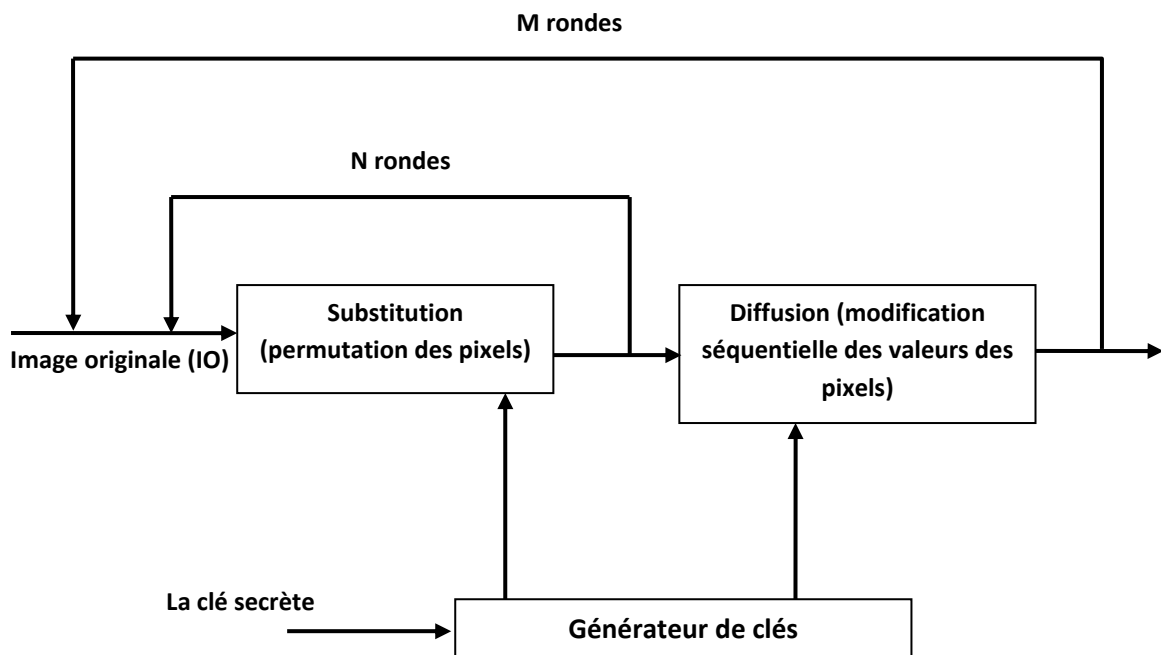 M rondes
N rondes
Substitution
(permutation des pixels)
Diffusion (modification
séquentielle des valeurs des
pixels)
Image originale (IO)
La clé secrète
Générateur de clés